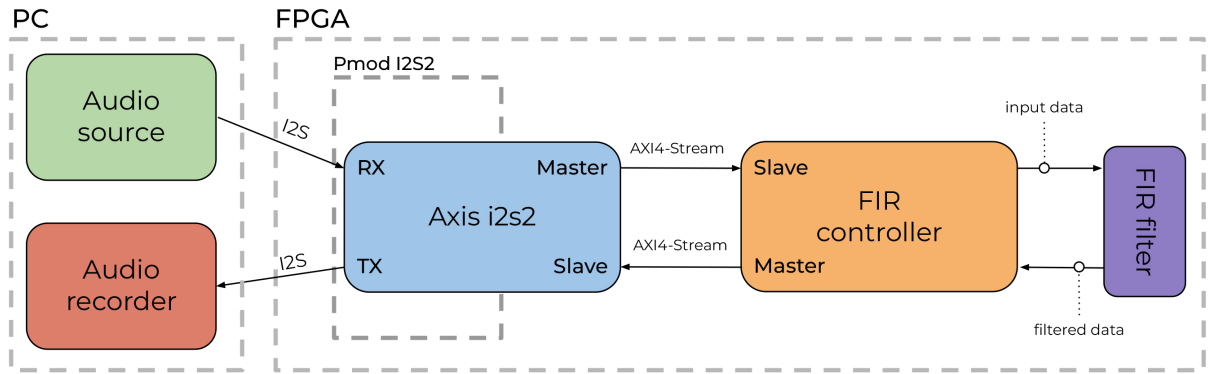 PC
FPGA
Audio
source
Audio
recorder
I2S
I2S
Pmod I2S2
RX
Master
Axis i2s2
TX
Slave
AXI4-Stream
AXI4-Stream
Slave
FIR
controller
Master
input data
filtered data
FIR filter